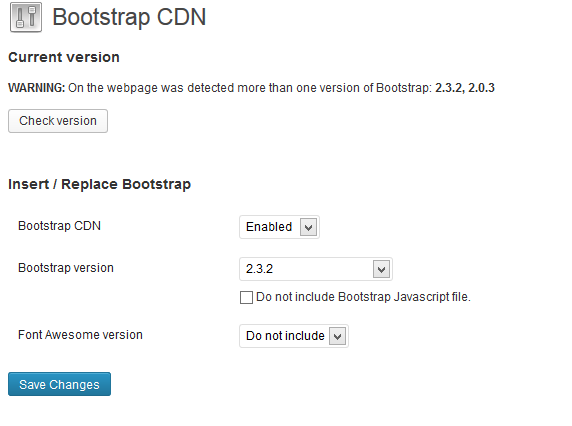 Bootstrap CDN
Current version
WARNING: On the webpage was detected more than one version of Bootstrap: 2.3.2, 2.0.3
Check version
Insert / Replace Bootstrap
Bootstrap CDN Enabled
Bootstrap version 2.3.2
Do not include Bootstrap Javascript file.
Font Awesome version Do not include
Save Changes